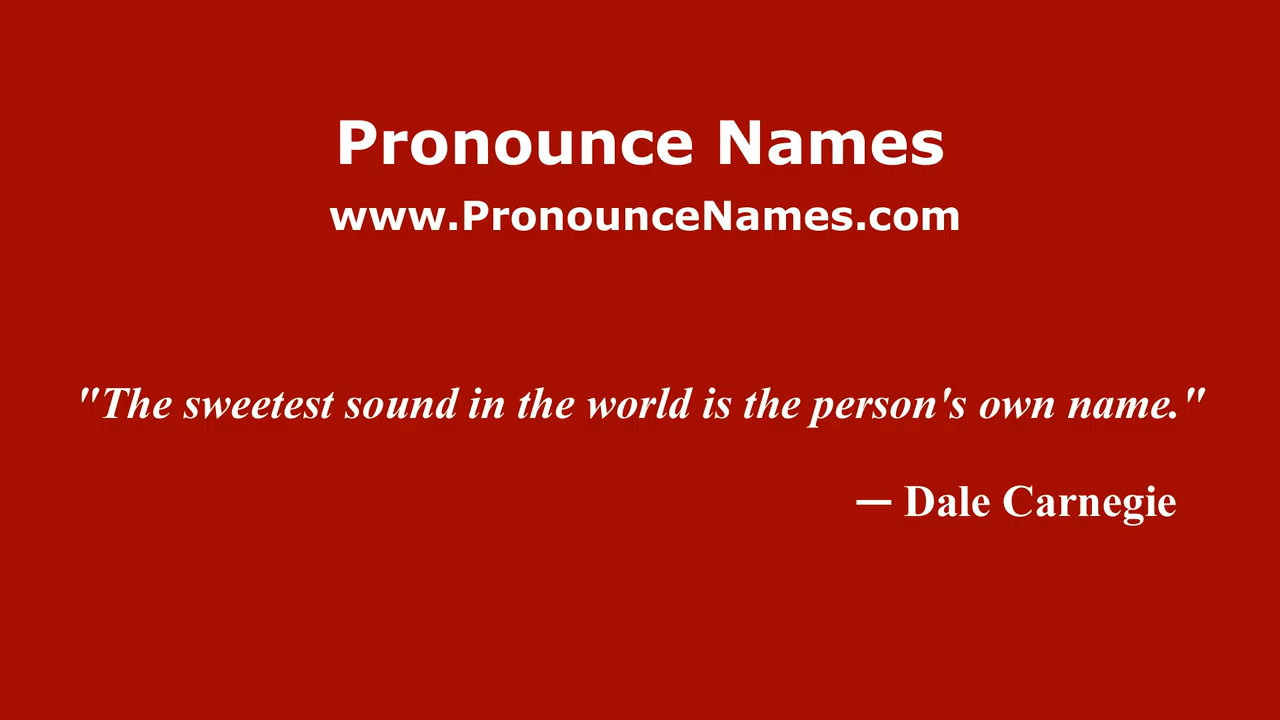 Pronounce Names
www.PronounceNames.com
"The sweetest sound in the world is the person's own name."
— Dale Carnegie